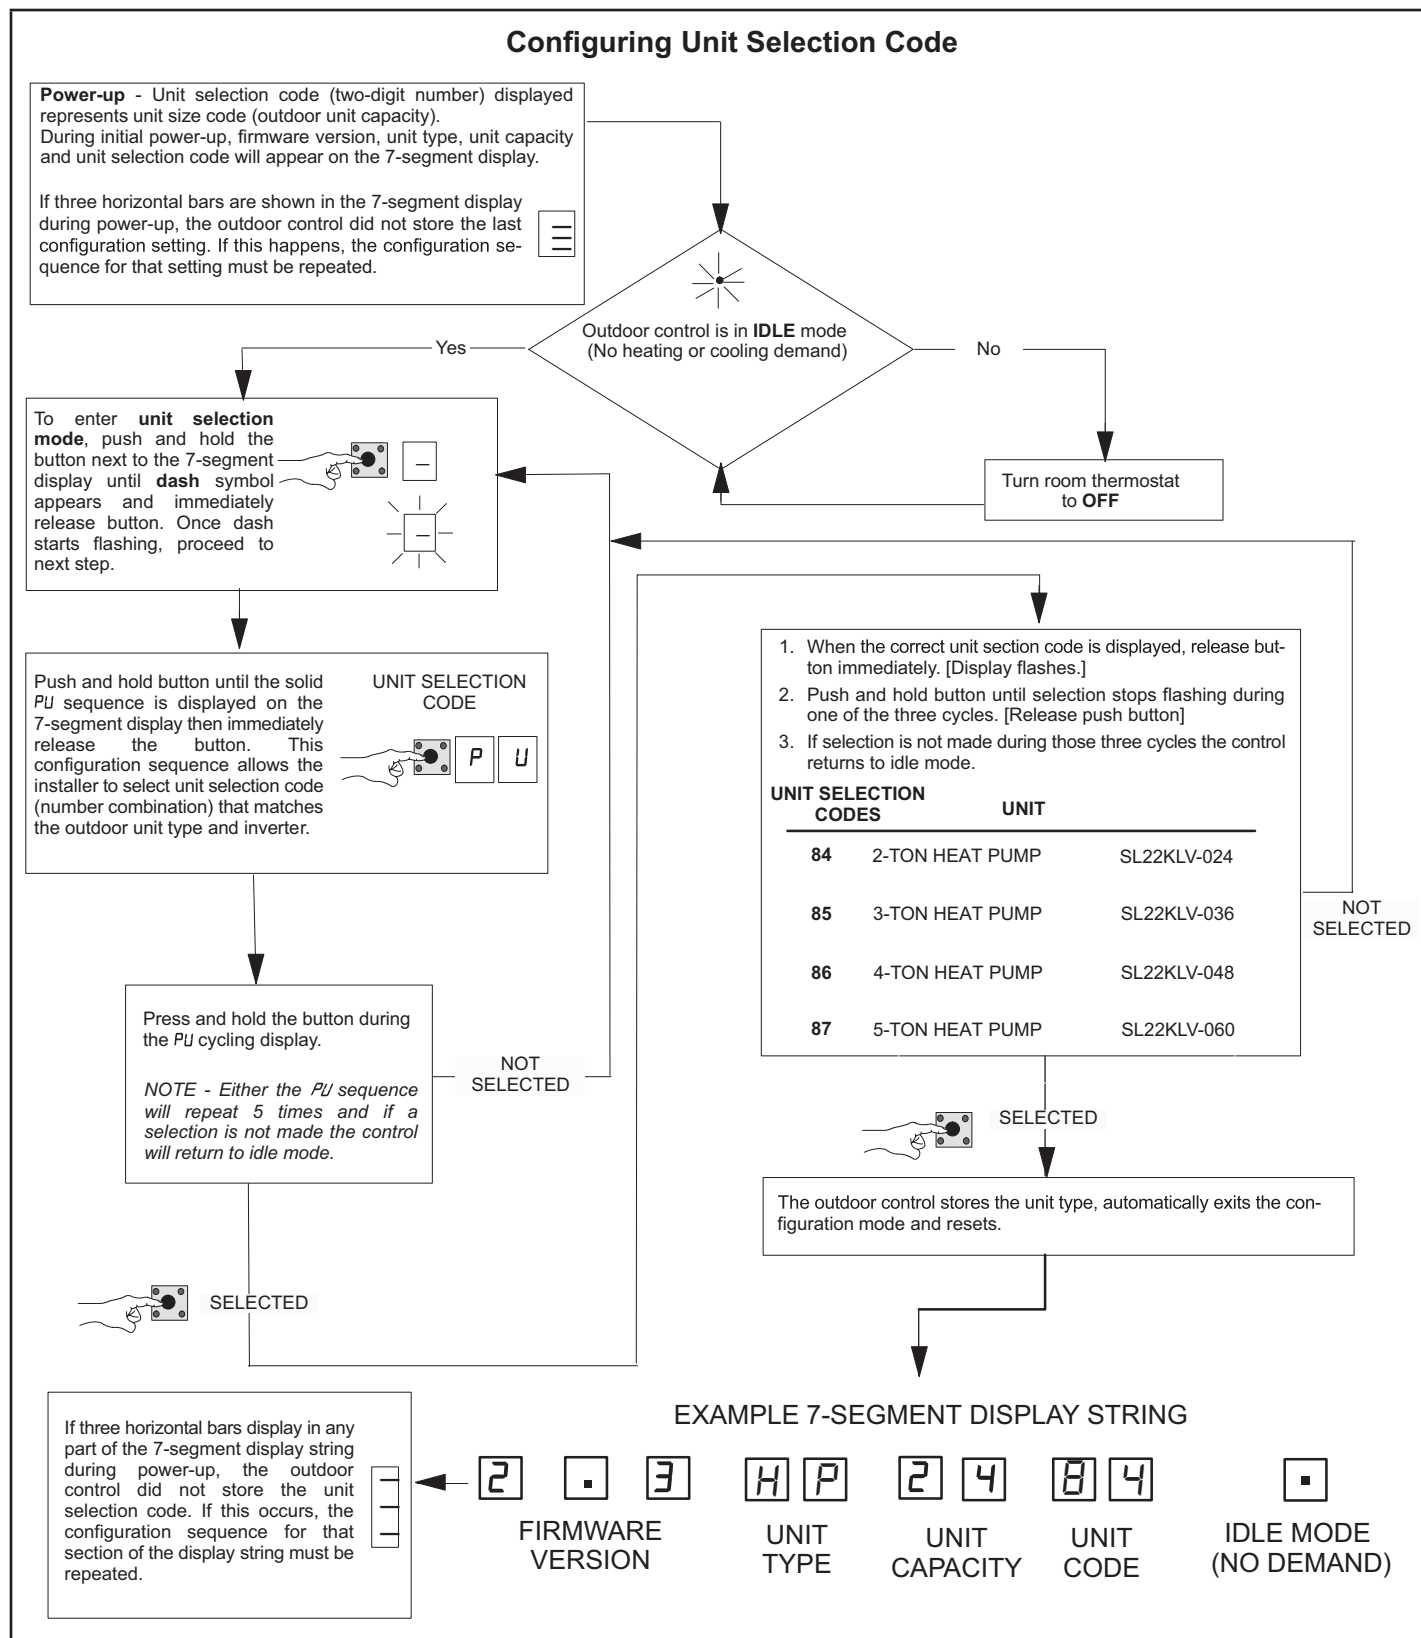 Configuring Unit Selection Code
Power-up - Unit selection code (two-digit number) displayed
represents unit size code (outdoor unit capacity).
During initial power-up, firmware version, unit type, unit capacity
and unit selection code will appear on the 7-segment display.
If three horizontal bars are shown in the 7-segment display
during power-up, the outdoor control did not store the last
configuration setting. If this happens, the configuration se-
quence for that setting must be repeated.
Outdoor control is in IDLE mode
(No heating or cooling demand)
Yes
No
Turn room thermostat
to OFF
To enter unit selection
mode, push and hold the
button next to the 7-segment
display until dash symbol
appears and immediately
release button. Once dash
starts flashing, proceed to
next step.
Push and hold button until the solid
PU sequence is displayed on the
7-segment display then immediately
release the button. This
configuration sequence allows the
installer to select unit selection code
(number combination) that matches
the outdoor unit type and inverter.
UNIT SELECTION
CODE
P U
Press and hold the button during
the PU cycling display.
NOTE - Either the PU sequence
will repeat 5 times and if a
selection is not made the control
will return to idle mode.
NOT
SELECTED
SELECTED
1. When the correct unit section code is displayed, release but-
ton immediately. [Display flashes.]
2. Push and hold button until selection stops flashing during
one of the three cycles. [Release push button]
3. If selection is not made during those three cycles the control
returns to idle mode.
UNIT SELECTION
CODES UNIT
84 2-TON HEAT PUMP SL22KLV-024
85 3-TON HEAT PUMP SL22KLV-036
86 4-TON HEAT PUMP SL22KLV-048
87 5-TON HEAT PUMP SL22KLV-060
NOT
SELECTED
SELECTED
The outdoor control stores the unit type, automatically exits the con-
figuration mode and resets.
If three horizontal bars display in any
part of the 7-segment display string
during power-up, the outdoor
control did not store the unit
selection code. If this occurs, the
configuration sequence for that
section of the display string must be
repeated.
EXAMPLE 7-SEGMENT DISPLAY STRING
2 . 3 H P 2 4 8 4 .
FIRMWARE
VERSION
UNIT
TYPE
UNIT
CAPACITY
UNIT
CODE
IDLE MODE
(NO DEMAND)